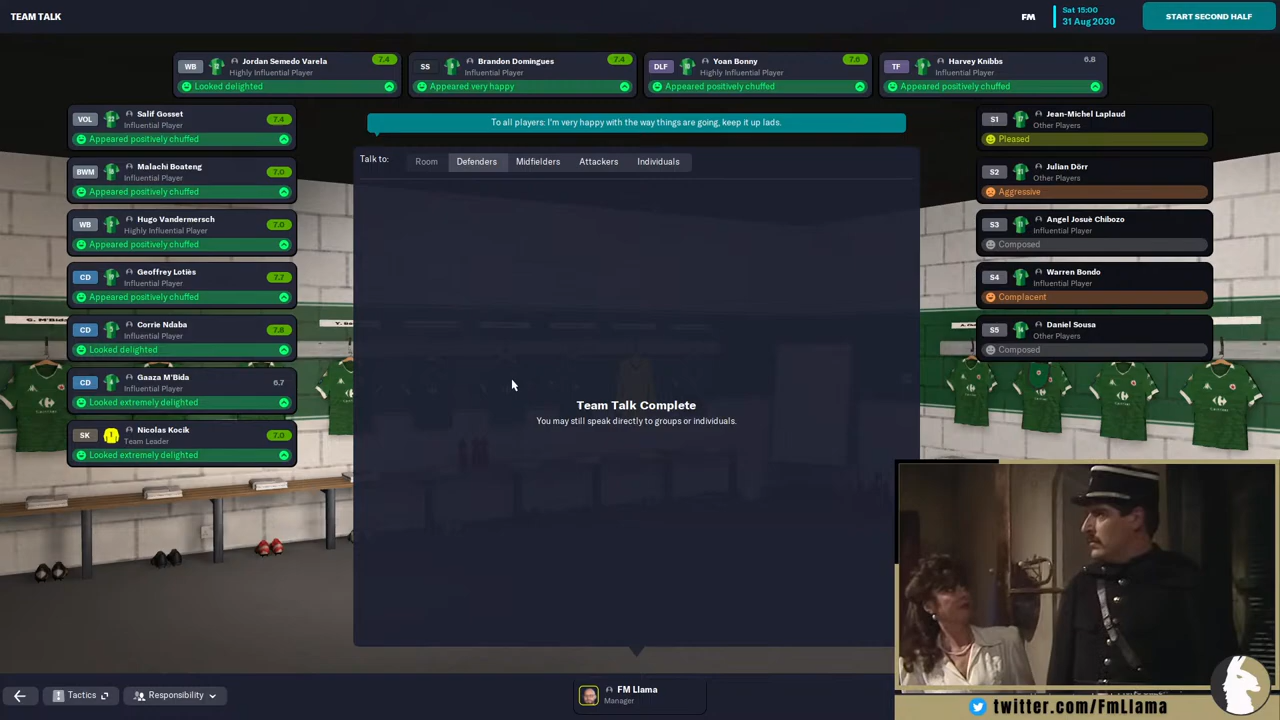 TEAM TALK
FM
Sat 15:00
31 Aug 2030
START SECOND HALF
WB
Jordan Semedo Varela
7.4
Highly Influential Player
Looked delighted
SS
Brandon Domingues
7.4
Influential Player
Appeared very happy
DLF
Yoan Bonny
7.6
Highly Influential Player
Appeared positively chuffed
TF
Harvey Knibbs
6.8
Influential Player
Appeared positively chuffed
VOL
Salif Gosset
Influential Player
7.4
Appeared positively chuffed
BWM
Malachi Boateng
Influential Player
7.0
Appeared positively chuffed
WB
Hugo Vandermersch
Highly Influential Player
7.0
Appeared positively chuffed
CD
Geoffrey Lotiès
Influential Player
7.7
Appeared positively chuffed
CD
Corrie Ndaba
Influential Player
7.8
Looked delighted
CD
Gaaza M'Bida
Influential Player
6.7
Looked extremely delighted
SK
Nicolas Kocik
Team Leader
7.0
Looked extremely delighted
To all players: I'm very happy with the way things are going, keep it up lads.
Talk to:
Room
Defenders
Midfielders
Attackers
Individuals
Team Talk Complete
You may still speak directly to groups or individuals.
S1
Jean-Michel Laplaud
Other Players
Pleased
S2
Julian Dörr
Other Players
Aggressive
S3
Angel Josuè Chibozo
Influential Player
Composed
S4
Warren Bondo
Influential Player
Complacent
S5
Daniel Sousa
Other Players
Composed
Tactics
Responsibility
FM Llama
Manager
twitter.com/FmLlama